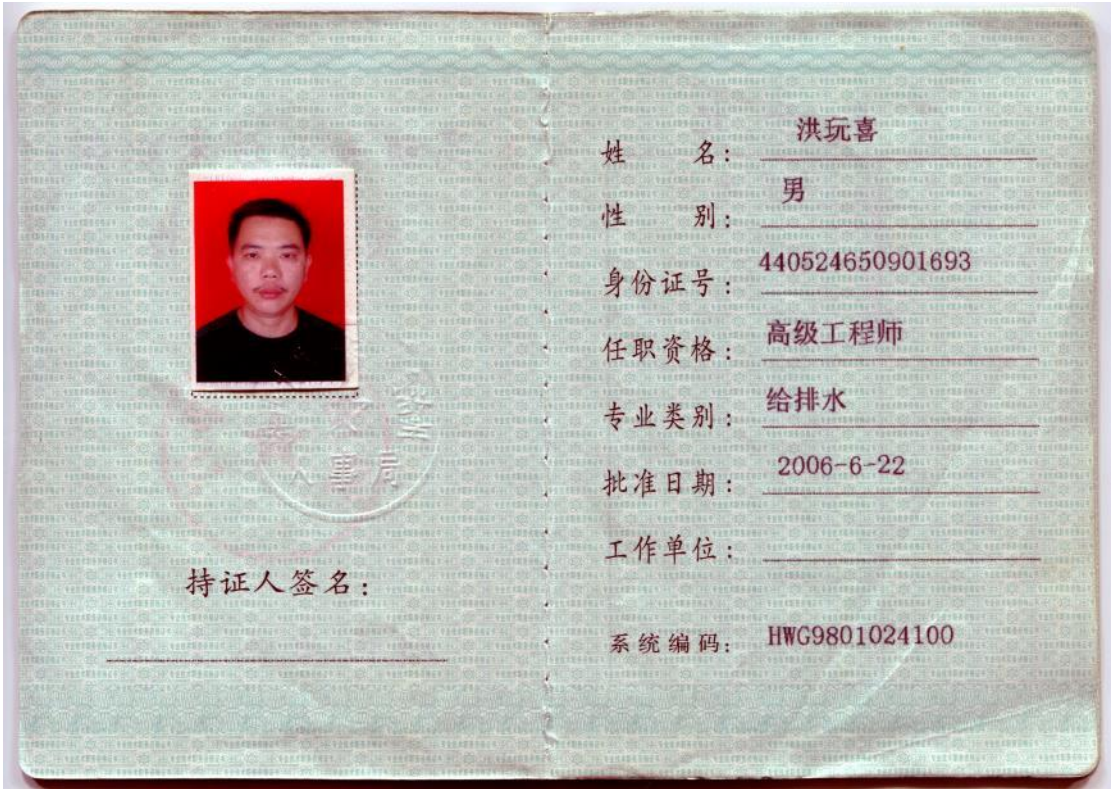 持证人签名：
姓 名： 洪玩喜
性 别： 男
身份证号： 440524650901693
任职资格： 高级工程师
专业类别： 给排水
批准日期： 2006-6-22
工作单位：
系统编码： HWG9801024100